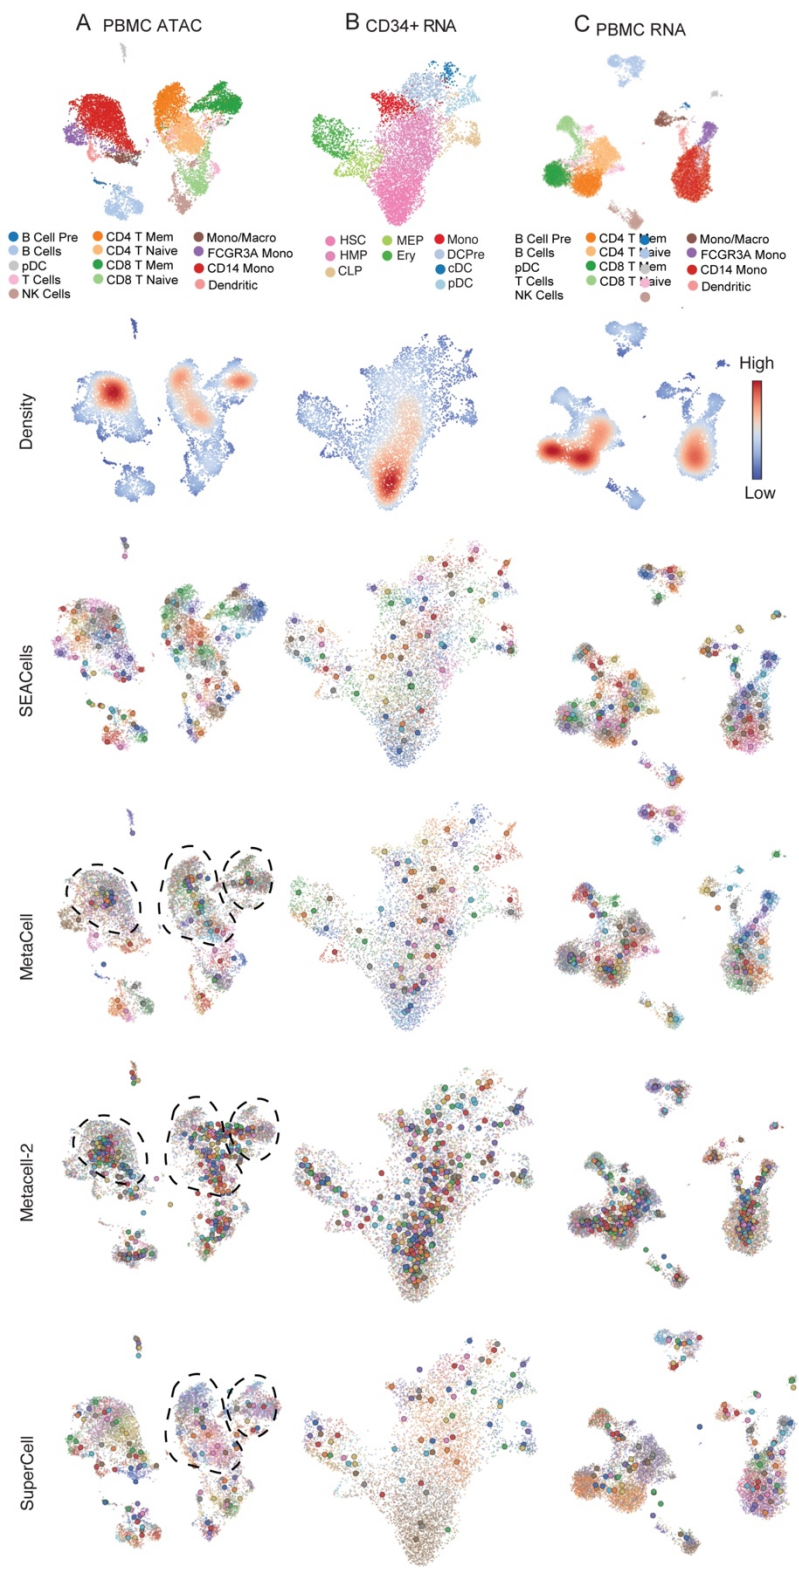 A PBMC ATAC
B CD34+ RNA
C PBMC RNA
B Cell Pre
B Cells
pDC
T Cells
NK Cells
CD4 T Mem
CD4 T Naive
CD8 T Mem
CD8 T Naive
Mono/Macro
FCGR3A Mono
CD14 Mono
Dendritic
HSC
HMP
CLP
MEP
Ery
Mono
DCPre
cDC
pDC
B Cell Pre
B Cells
pDC
T Cells
NK Cells
CD4 T Mem
CD4 T Naive
CD8 T Mem
CD8 T Naive
Mono/Macro
FCGR3A Mono
CD14 Mono
Dendritic
Density
High
Low
SEACells
MetaCell
Metacell-2
SuperCell